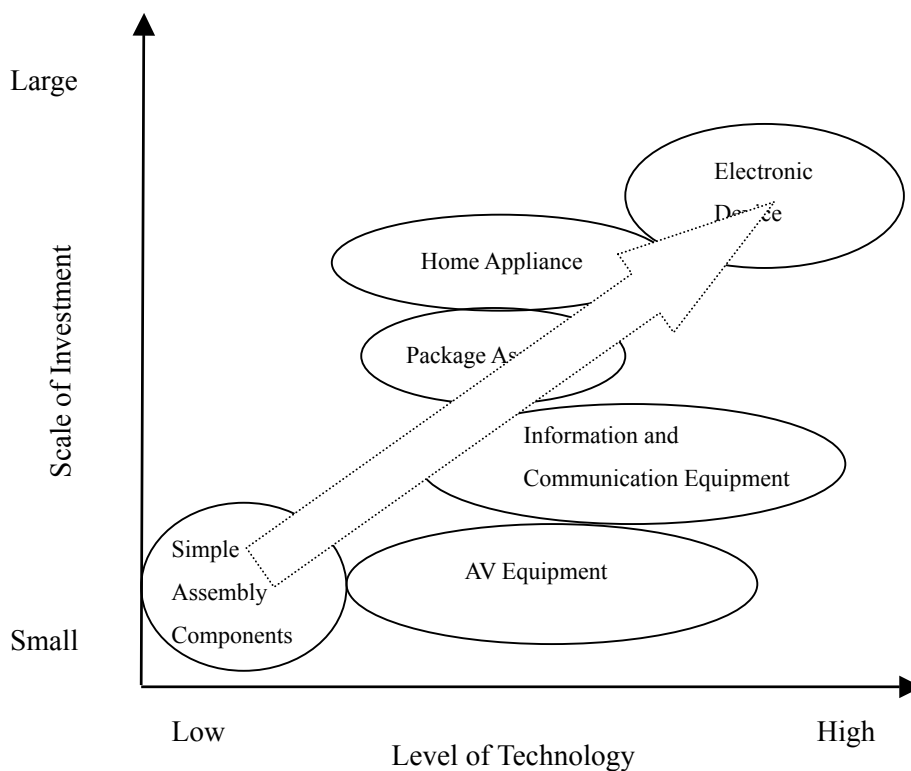 Large
Electronic
Home Appliance
Scale of Investment
Package
Information and
Communication Equipment
Simple
AV Equipment
Assembly
Components
Small
Low
High
Level of Technology